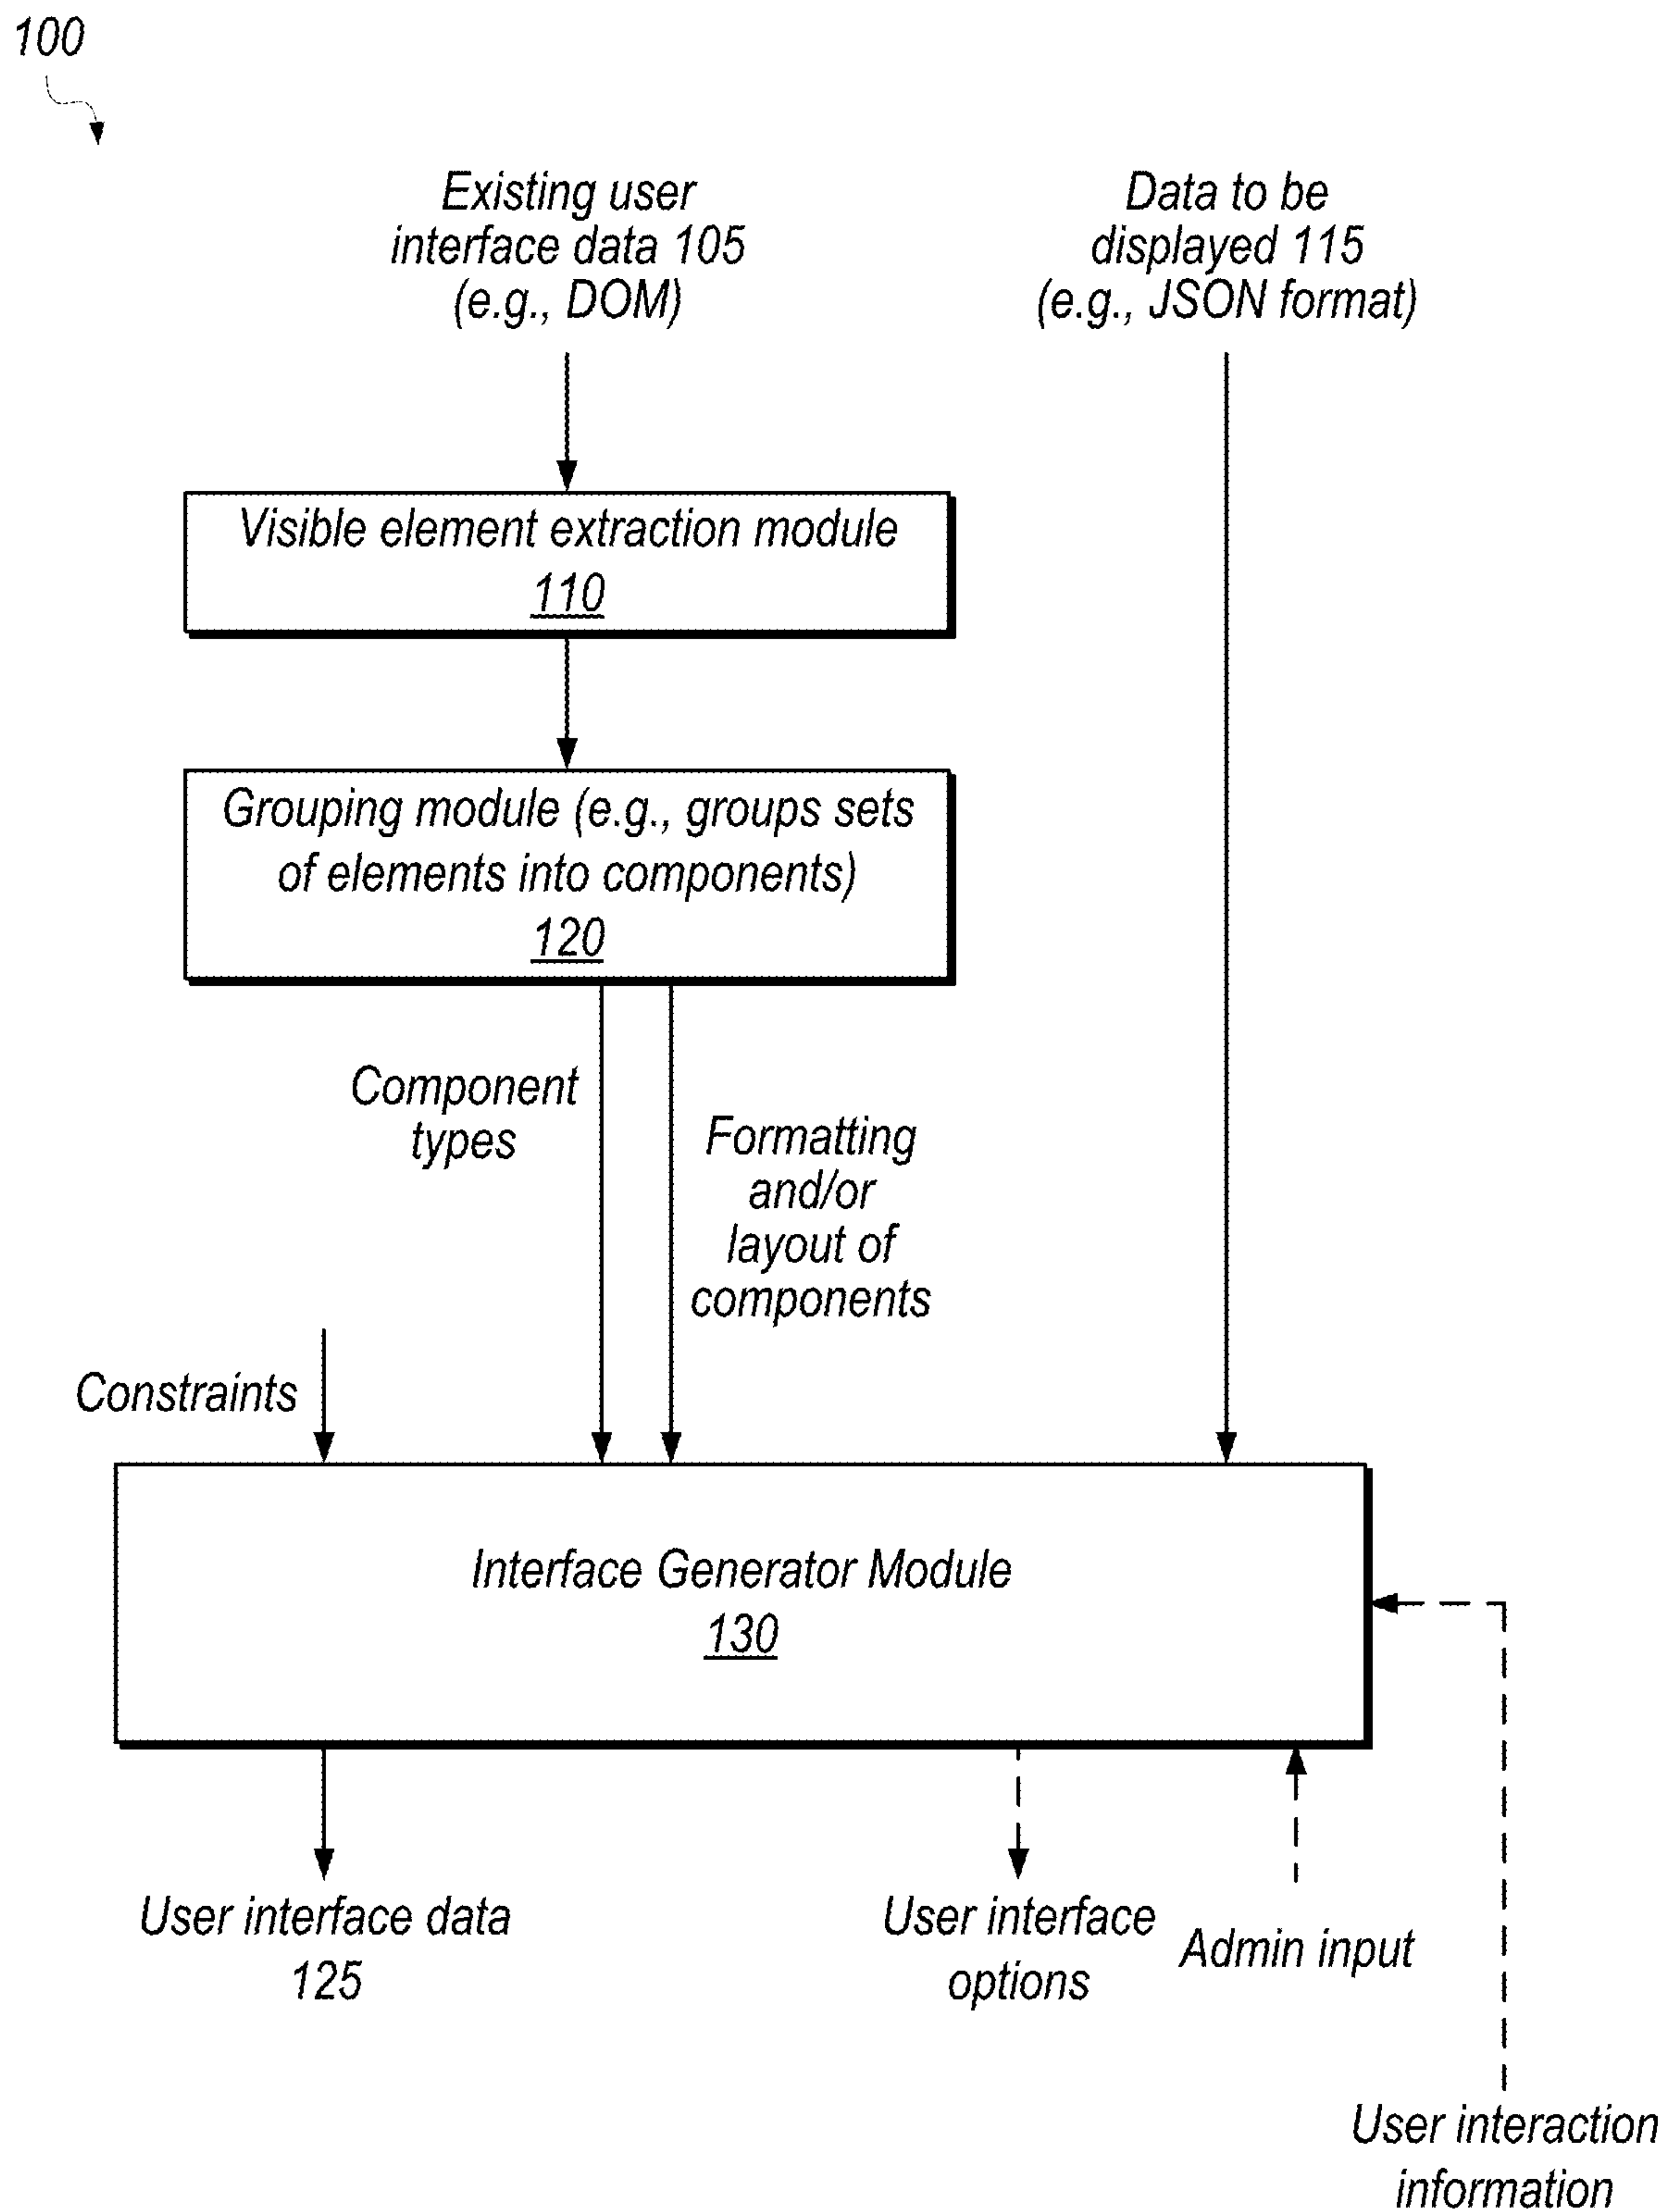 100
Existing user
interface data 105
(e.g., DOM)
Data to be
displayed 115
(e.g., JSON format)
Visible element extraction module
110
Grouping module (e.g., groups sets
of elements into components)
120
Component
types
Formatting
and/or
layout of
components
Constraints
Interface Generator Module
130
User interface data
125
User interface
options
Admin input
User interaction
information